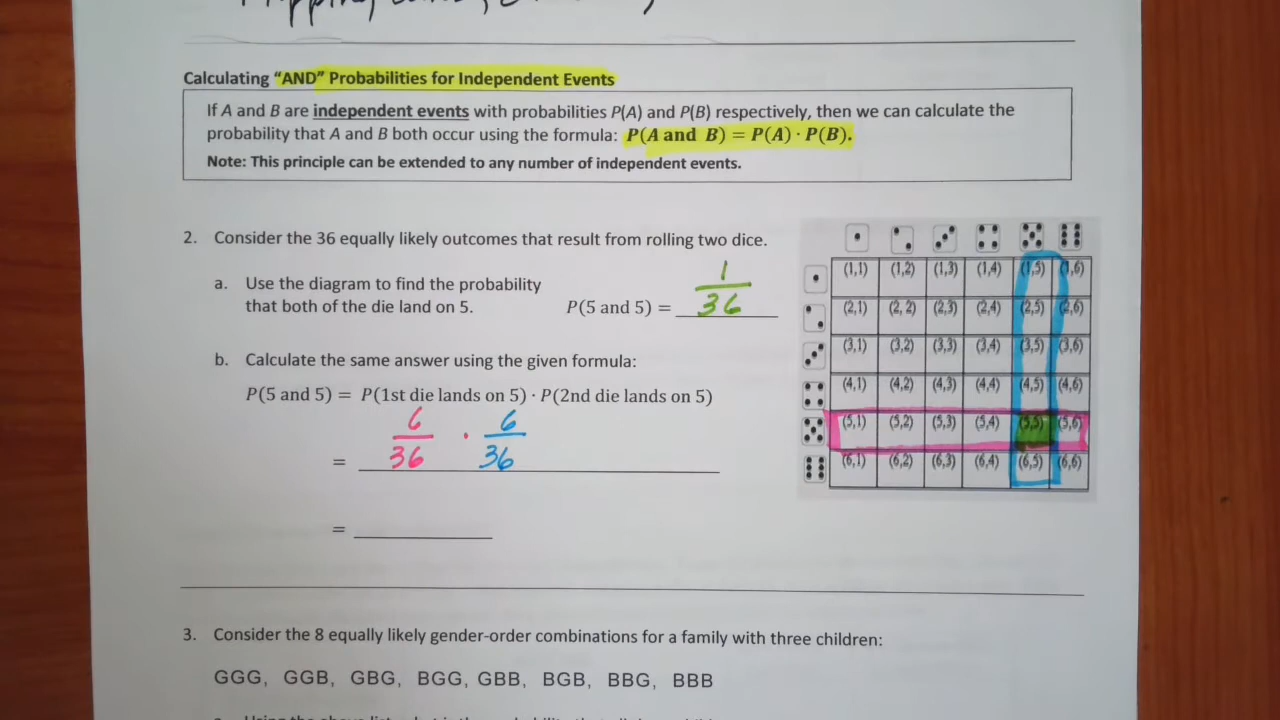 Calculating “AND” Probabilities for Independent Events
If A and B are independent events with probabilities P(A) and P(B) respectively, then we can calculate the
probability that A and B both occur using the formula: P(A and B) = P(A) · P(B).
Note: This principle can be extended to any number of independent events.
2. Consider the 36 equally likely outcomes that result from rolling two dice.
a. Use the diagram to find the probability
that both of the die land on 5. P(5 and 5) = 1/36
b. Calculate the same answer using the given formula:
P(5 and 5) = P(1st die lands on 5) · P(2nd die lands on 5)
= 6/36 · 6/36
=
(1,1) (1,2) (1,3) (1,4) (1,5) (1,6)
(2,1) (2, 2) (2,3) (2,4) (2,5) (2,6)
(3,1) (3,2) (3,3) (3,4) (3,5) (3,6)
(4,1) (4,2) (4,3) (4,4) (4,5) (4,6)
(5,1) (5,2) (5,3) (5,4) (5,5) (5,6)
(6,1) (6,2) (6,3) (6,4) (6,5) (6,6)
3. Consider the 8 equally likely gender-order combinations for a family with three children:
GGG, GGB, GBG, BGG, GBB, BGB, BBG, BBB